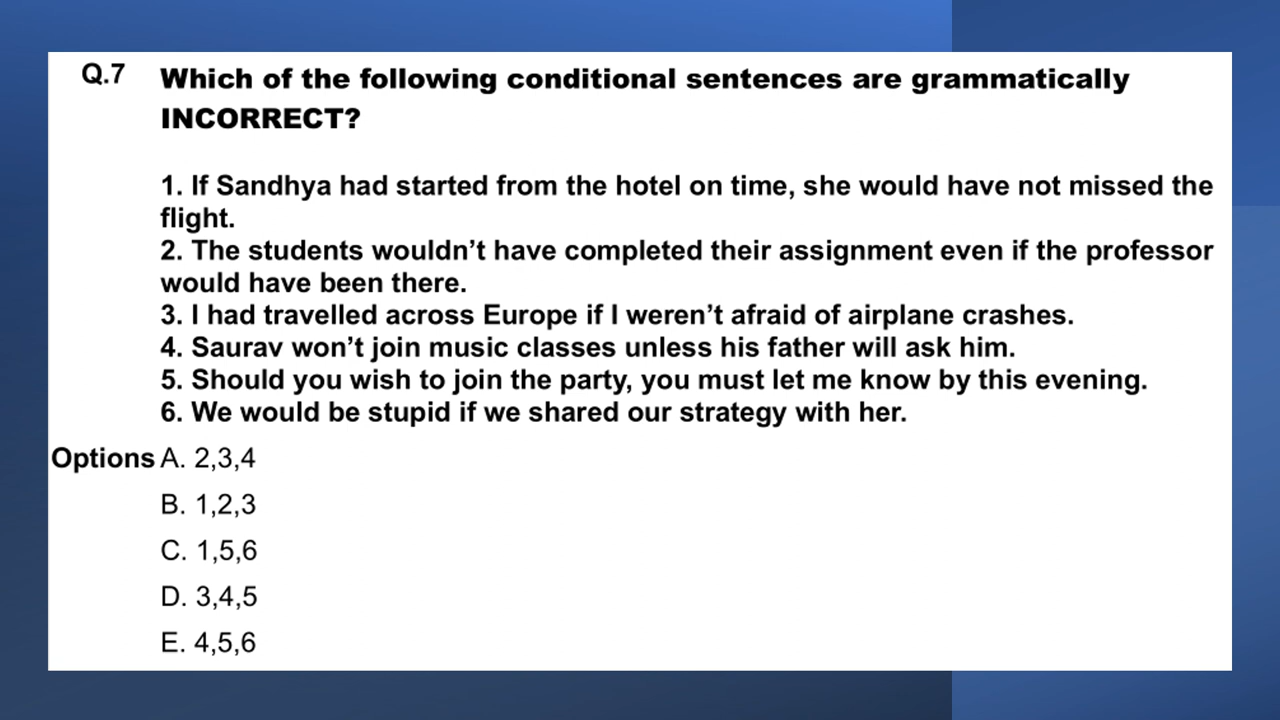 Q.7 Which of the following conditional sentences are grammatically
INCORRECT?
1. If Sandhya had started from the hotel on time, she would have not missed the
flight.
2. The students wouldn’t have completed their assignment even if the professor
would have been there.
3. I had travelled across Europe if I weren’t afraid of airplane crashes.
4. Saurav won’t join music classes unless his father will ask him.
5. Should you wish to join the party, you must let me know by this evening.
6. We would be stupid if we shared our strategy with her.
Options A. 2,3,4
B. 1,2,3
C. 1,5,6
D. 3,4,5
E. 4,5,6